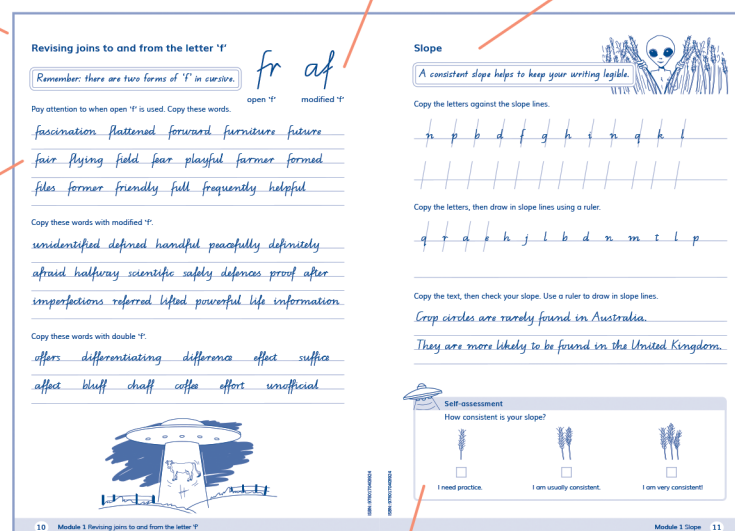 Revising joins to and from the letter 'f'
Remember: there are two forms of 'f' in cursive.
fr af
open 'f' modified 'f'
Pay attention to when open 'f' is used. Copy these words.
fascination flattened forward furniture future
fair flying field fear playful farmer formed
files former friendly full frequently helpful
Copy these words with modified 'f'.
unidentified defined handful peacefully definitely
afraid halfway scientific safely defences proof after
imperfections referred lifted powerful life information
Copy these words with double 'f'.
offers differentiating difference effect suffice
affect bluff chaff coffee effort unofficial
10 Module 1 Revising joins to and from the letter 'f'
Slope
A consistent slope helps to keep your writing legible.
Copy the letters against the slope lines.
n p b d f g h i n q k l
Copy the letters, then draw in slope lines using a ruler.
q r a e h j l b d n m t l p
Copy the text, then check your slope. Use a ruler to draw in slope lines.
Crop circles are rarely found in Australia.
They are more likely to be found in the United Kingdom.
Self-assessment
How consistent is your slope?
I need practice. I am usually consistent. I am very consistent!
Module 1 Slope 11